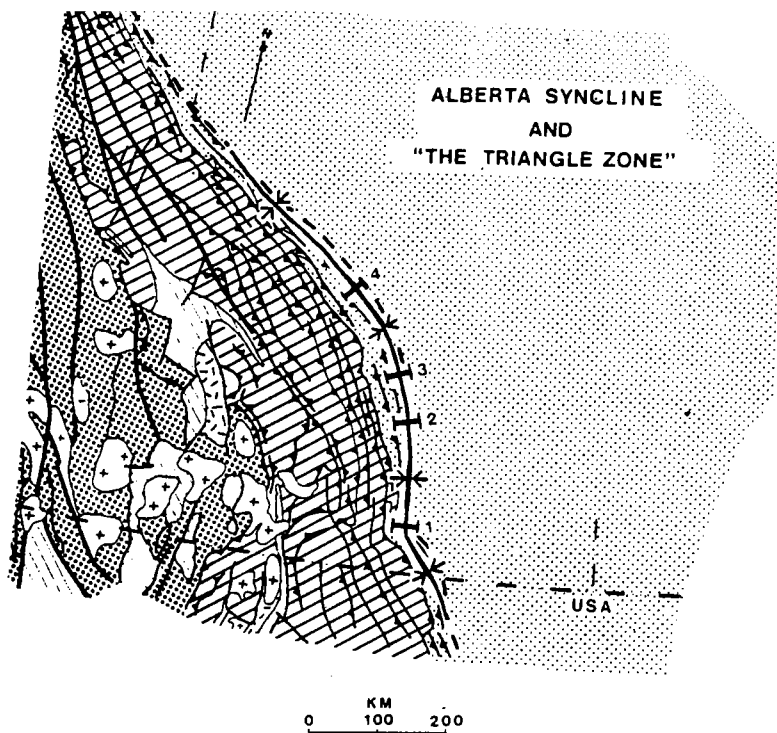 N
ALBERTA SYNCLINE
AND
"THE TRIANGLE ZONE"
4
3
2
1
USA
KM
0 100 200